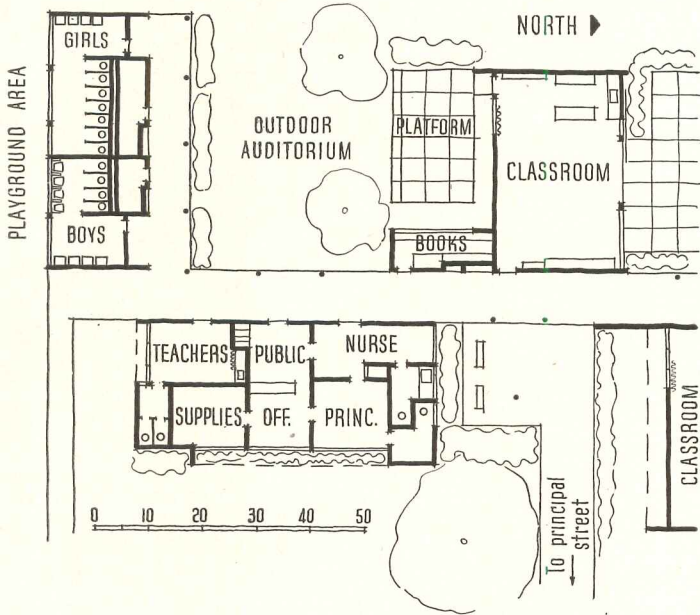 NORTH
GIRLS
PLAYGROUND AREA
OUTDOOR
AUDITORIUM
PLATFORM
CLASSROOM
BOYS
BOOKS
TEACHERS
PUBLIC
NURSE
SUPPLIES
OFF.
PRINC.
CLASSROOM
0 10 20 30 40 50
To principal
street